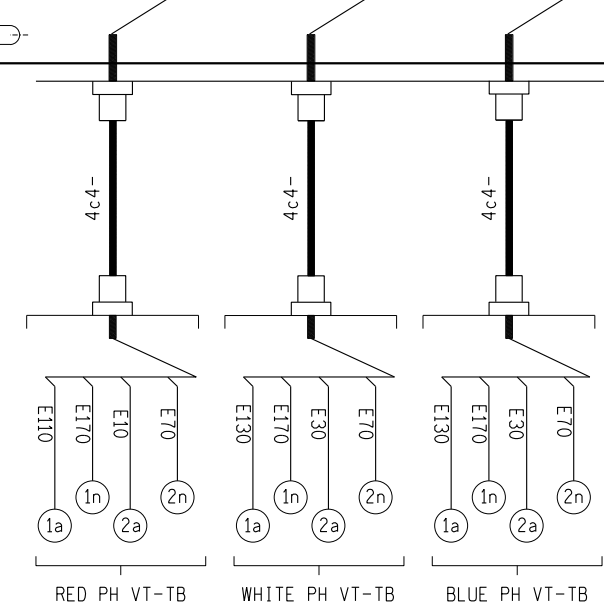 4c4- 4c4- 4c4-
E110 E170 E10 E70 E130 E170 E30 E70 E130 E170 E30 E70
1n 2n 1n 2n 1n 2n
1a 2a 1a 2a 1a 2a
RED PH VT-TB WHITE PH VT-TB BLUE PH VT-TB